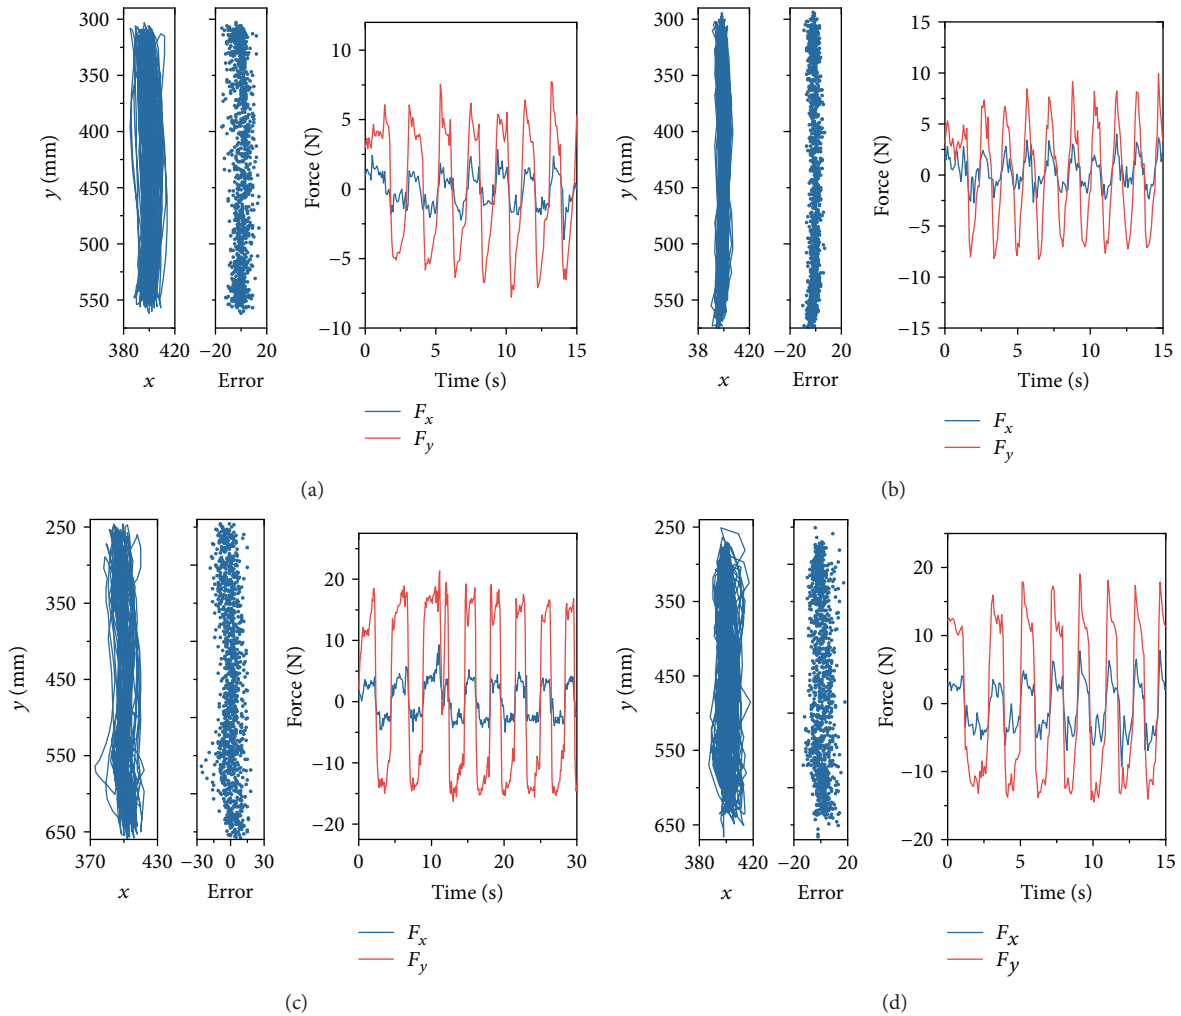 300
350
400
450
500
550
y (mm)
380 420
x
−20 20
Error
10
5
0
−5
−10
Force (N)
0 5 10 15
Time (s)
Fx
Fy
(a)
300
350
400
450
500
550
y (mm)
38 420
x
−20 20
Error
15
10
5
0
−5
−10
−15
Force (N)
0 5 10 15
Time (s)
Fx
Fy
(b)
250
350
450
550
650
y (mm)
370 430
x
−30 0 30
Error
20
10
0
−10
−20
Force (N)
0 10 20 30
Time (s)
Fx
Fy
(c)
250
350
450
550
650
y (mm)
380 420
x
−20 20
Error
20
10
0
−10
−20
Force (N)
0 5 10 15
Time (s)
Fx
Fy
(d)